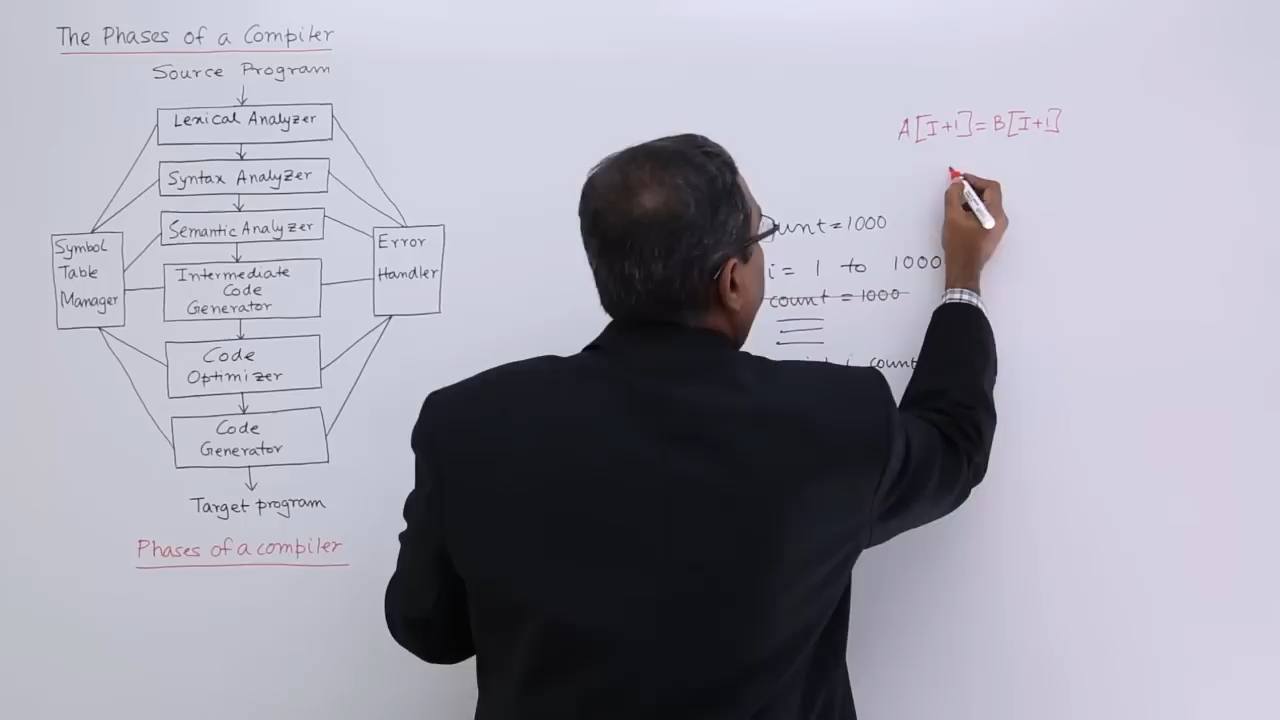 The Phases of a Compiler
Source Program
Lexical Analyzer
Syntax Analyzer
Semantic Analyzer
Intermediate
Code
Generator
Code
Optimizer
Code
Generator
Target program
Symbol
Table
Manager
Error
Handler
Phases of a compiler
A[I+1]=B[I+1]
unt=1000
i= 1 to 1000
count = 1000
i count